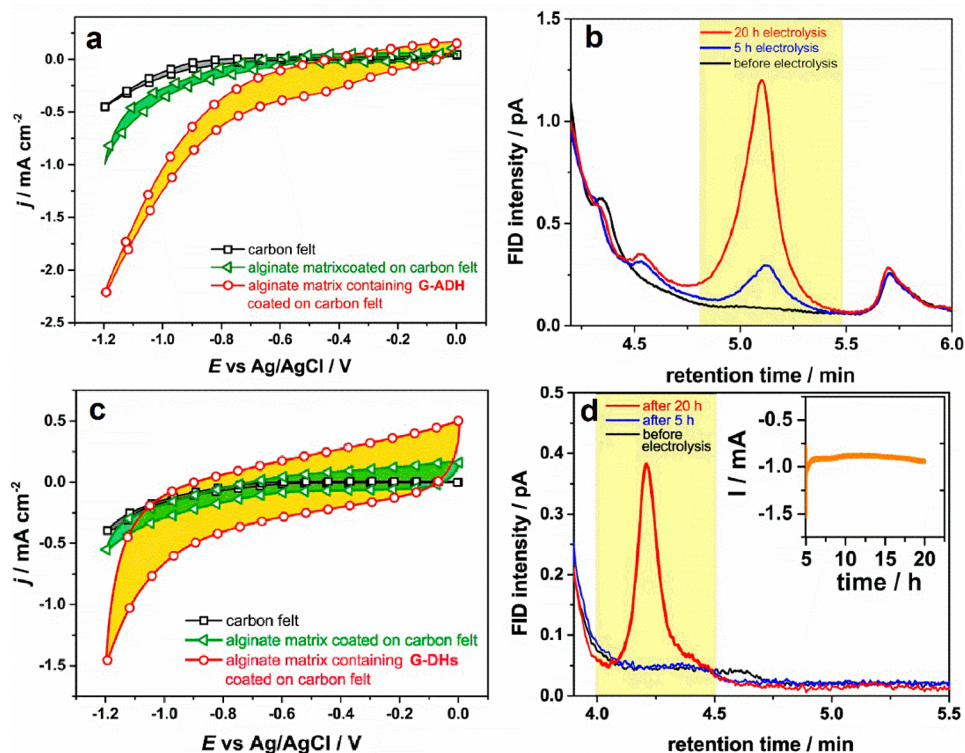 a
0.0
-0.5
-1.0
-1.5
-2.0
-2.5
j / mA cm-2
carbon felt
alginate matrixcoated on carbon felt
alginate matrix containing G-ADH
coated on carbon felt
-1.2 -1.0 -0.8 -0.6 -0.4 -0.2 0.0
E vs Ag/AgCl / V
b
20 h electrolysis
5 h electrolysis
before electrolysis
1.5
1.0
0.5
0.0
FID intensity / pA
4.5 5.0 5.5 6.0
retention time / min
c
0.5
0.0
-0.5
-1.0
-1.5
j / mA cm-2
carbon felt
alginate matrix coated on carbon felt
alginate matrix containing G-DHs
coated on carbon felt
-1.2 -1.0 -0.8 -0.6 -0.4 -0.2 0.0
E vs Ag/AgCl / V
d
after 20 h
after 5 h
before
electrolysis
0.5
0.4
0.3
0.2
0.1
0.0
FID intensity / pA
-0.5
-1.0
-1.5
I / mA
5 10 15 20
time / h
4.0 4.5 5.0 5.5
retention time / min